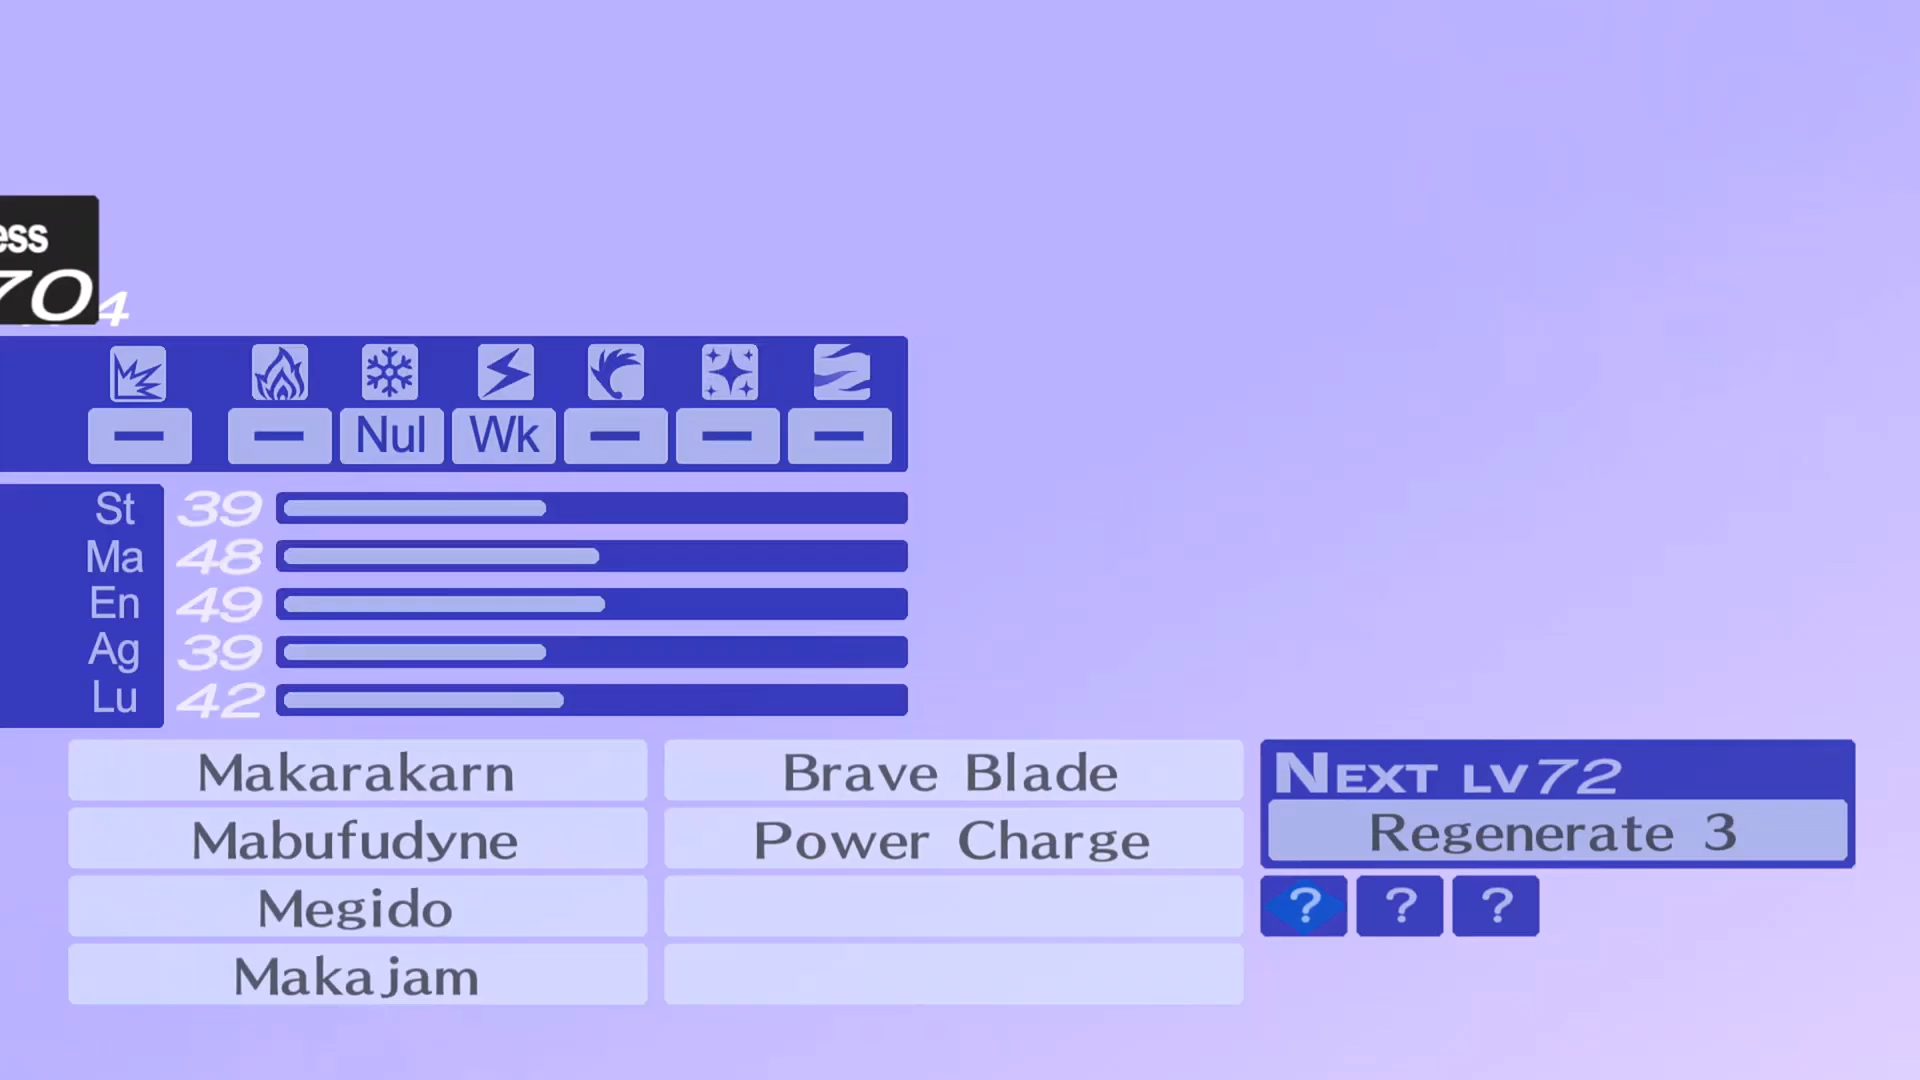 ess
70
4
Nul Wk
St 39
Ma 48
En 49
Ag 39
Lu 42
Makarakarn Brave Blade
Mabufudyne Power Charge
Megido
Makajam
NEXT LV72
Regenerate 3
? ? ?